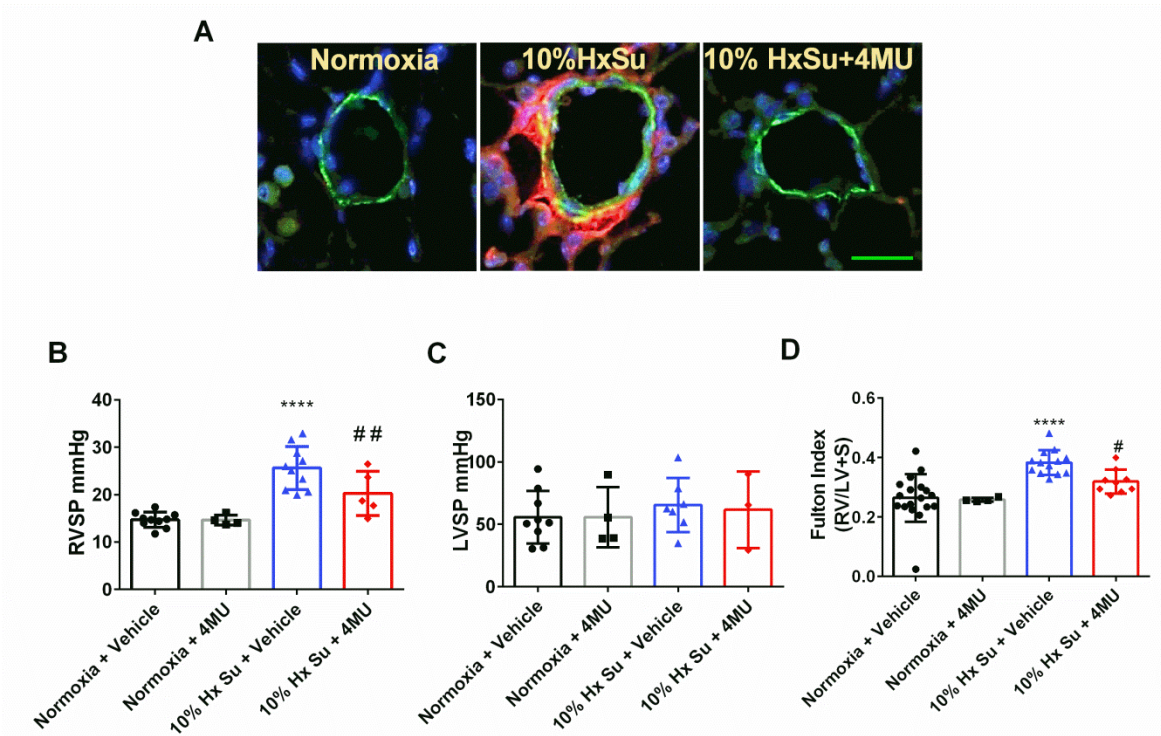 A
Normoxia
10%HxSu
10% HxSu+4MU
B
RVSP mmHg
40
30
20
10
0
****
##
Normoxia + Vehicle
Normoxia + 4MU
10% Hx Su + Vehicle
10% Hx Su + 4MU
C
LVSP mmHg
150
100
50
0
Normoxia + Vehicle
Normoxia + 4MU
10% Hx Su + Vehicle
10% Hx Su + 4MU
D
Fulton Index
(RV/LV+S)
0.6
0.4
0.2
0.0
****
#
Normoxia + Vehicle
Normoxia + 4MU
10% Hx Su + Vehicle
10% Hx Su + 4MU